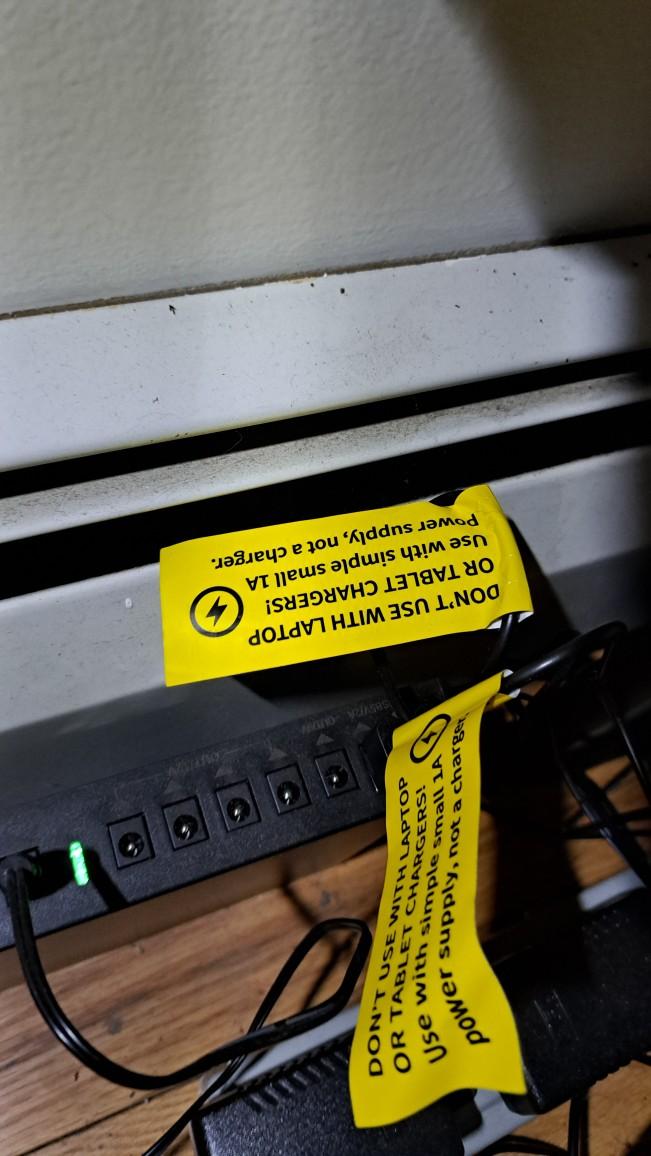 DON'T USE WITH LAPTOP
OR TABLET CHARGERS!
Use with simple small 1A
Power supply, not a charger.
DON'T USE WITH LAPTOP
OR TABLET CHARGERS!
Use with simple small 1A
power supply, not a charger